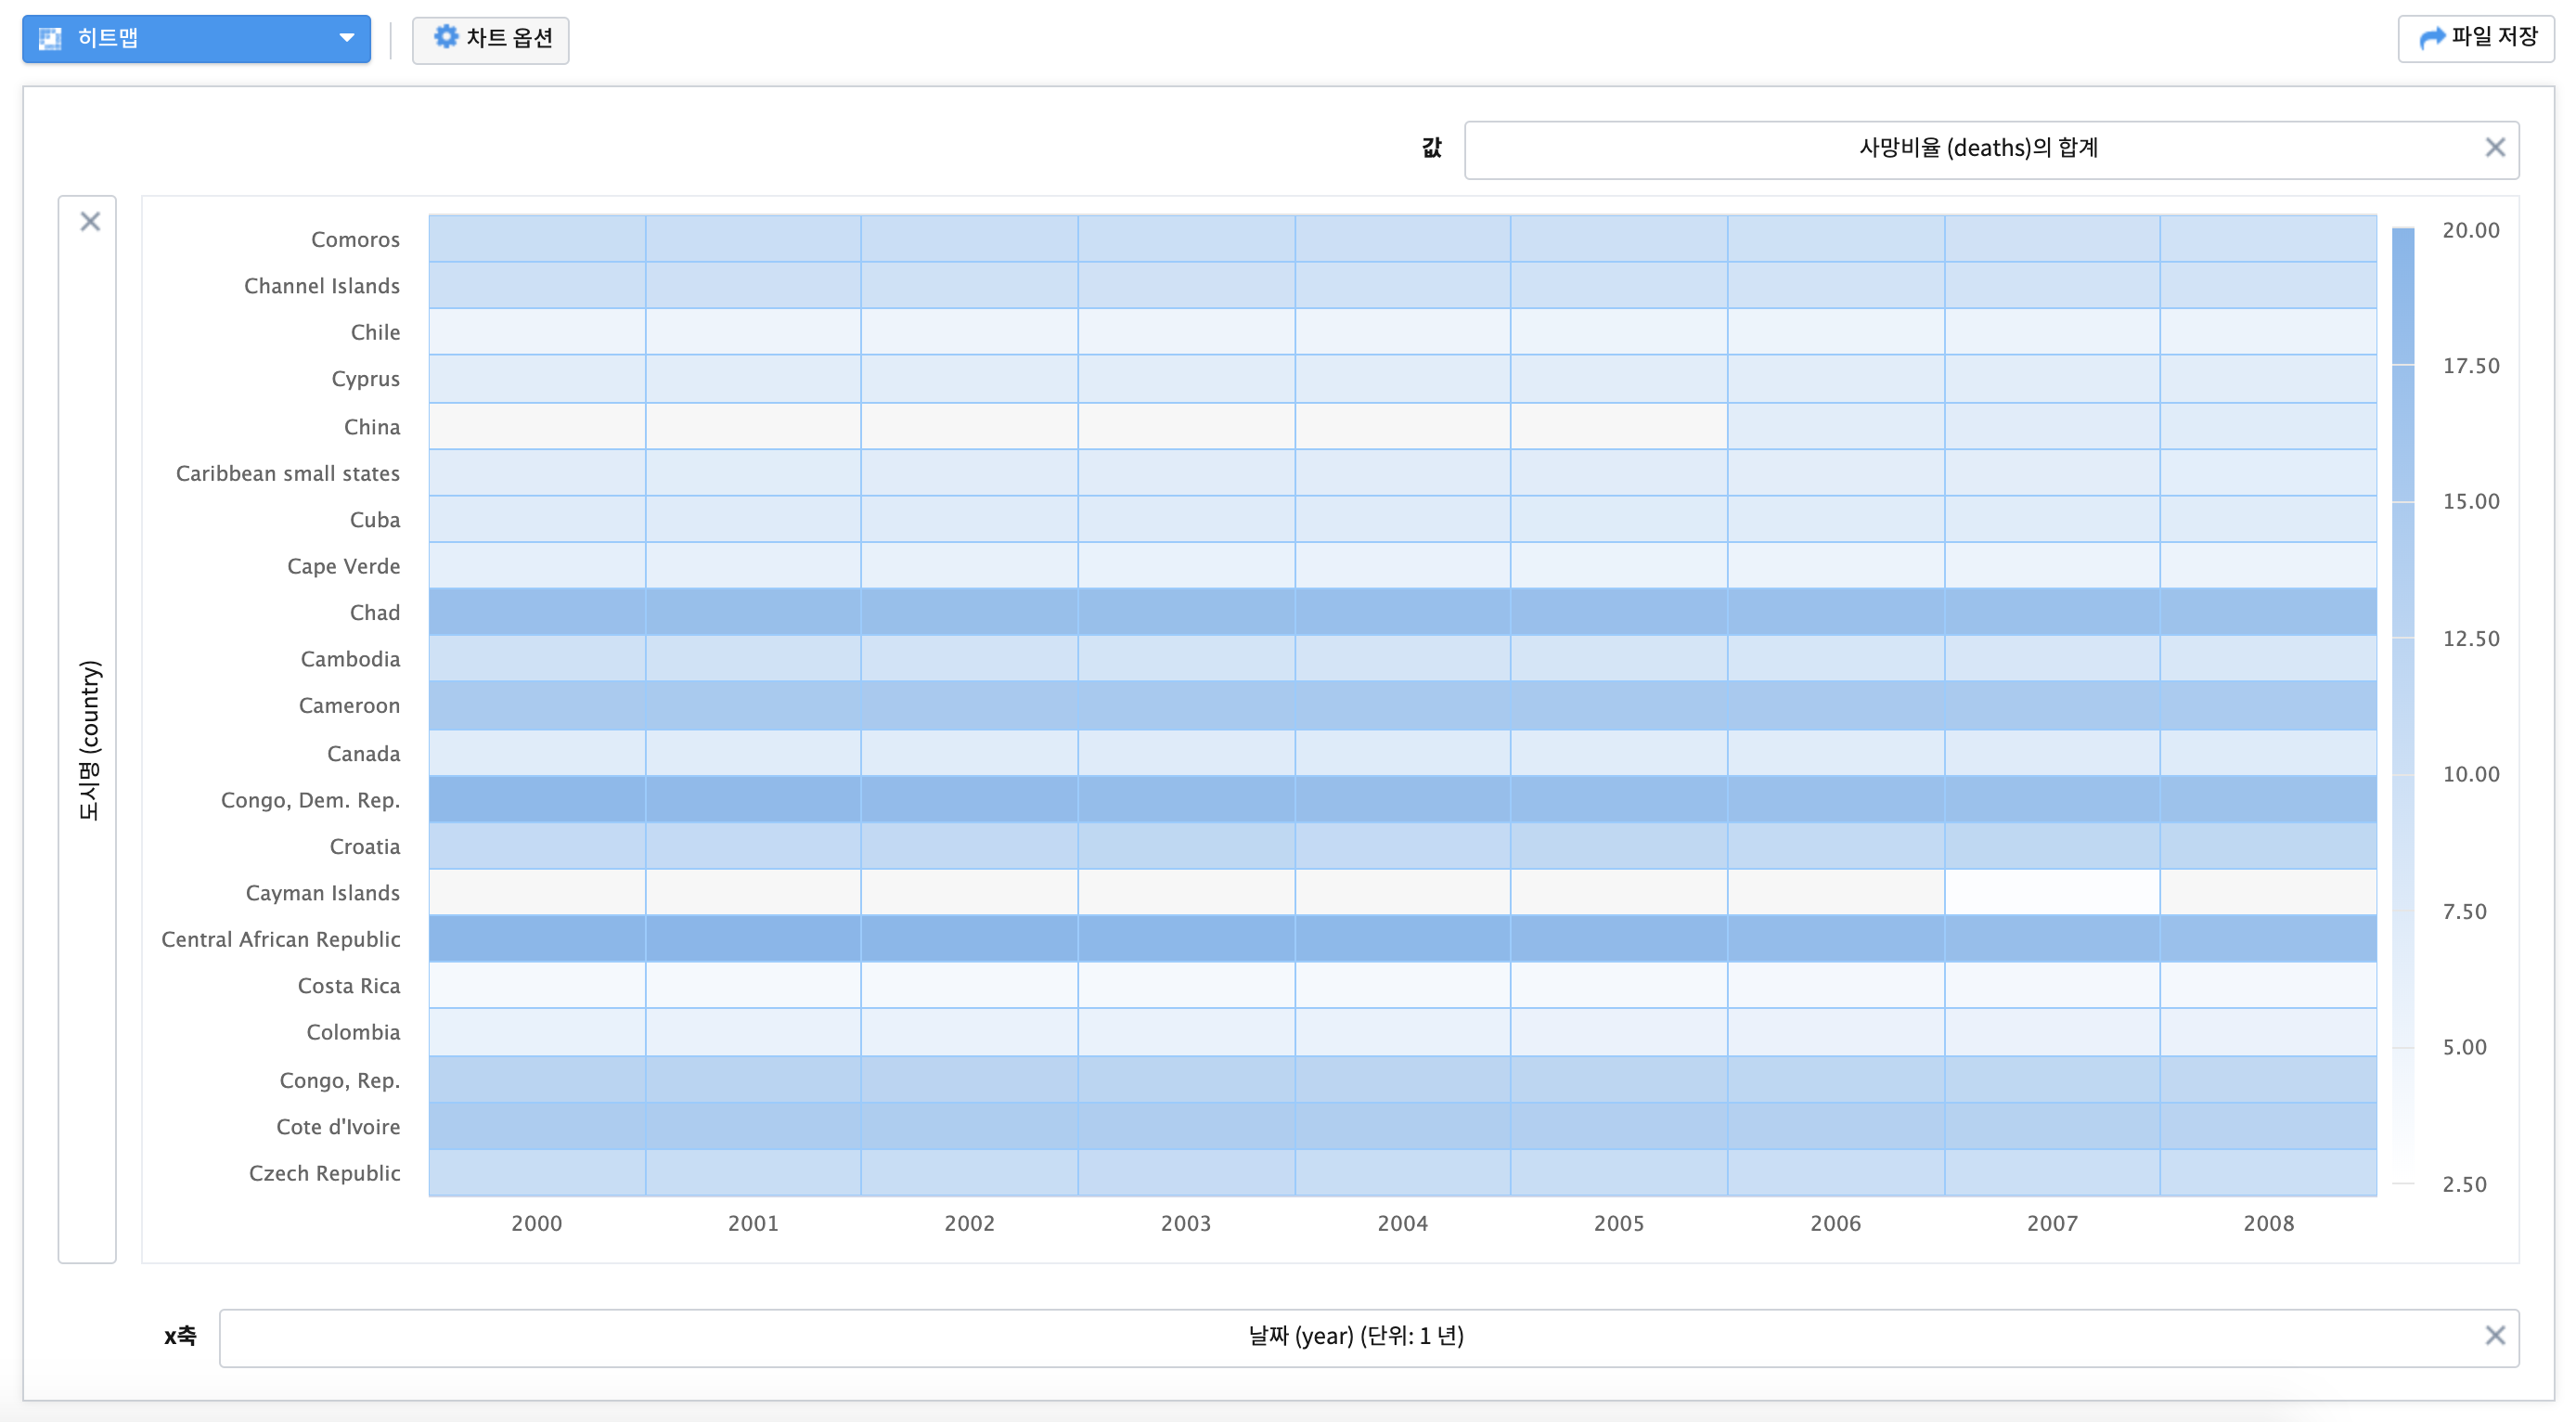 히트맵
차트 옵션
파일 저장
값
사망비율 (deaths)의 합계
도시명 (country)
Comoros
Channel Islands
Chile
Cyprus
China
Caribbean small states
Cuba
Cape Verde
Chad
Cambodia
Cameroon
Canada
Congo, Dem. Rep.
Croatia
Cayman Islands
Central African Republic
Costa Rica
Colombia
Congo, Rep.
Cote d'Ivoire
Czech Republic
20.00
17.50
15.00
12.50
10.00
7.50
5.00
2.50
2000 2001 2002 2003 2004 2005 2006 2007 2008
x축
날짜 (year) (단위: 1 년)